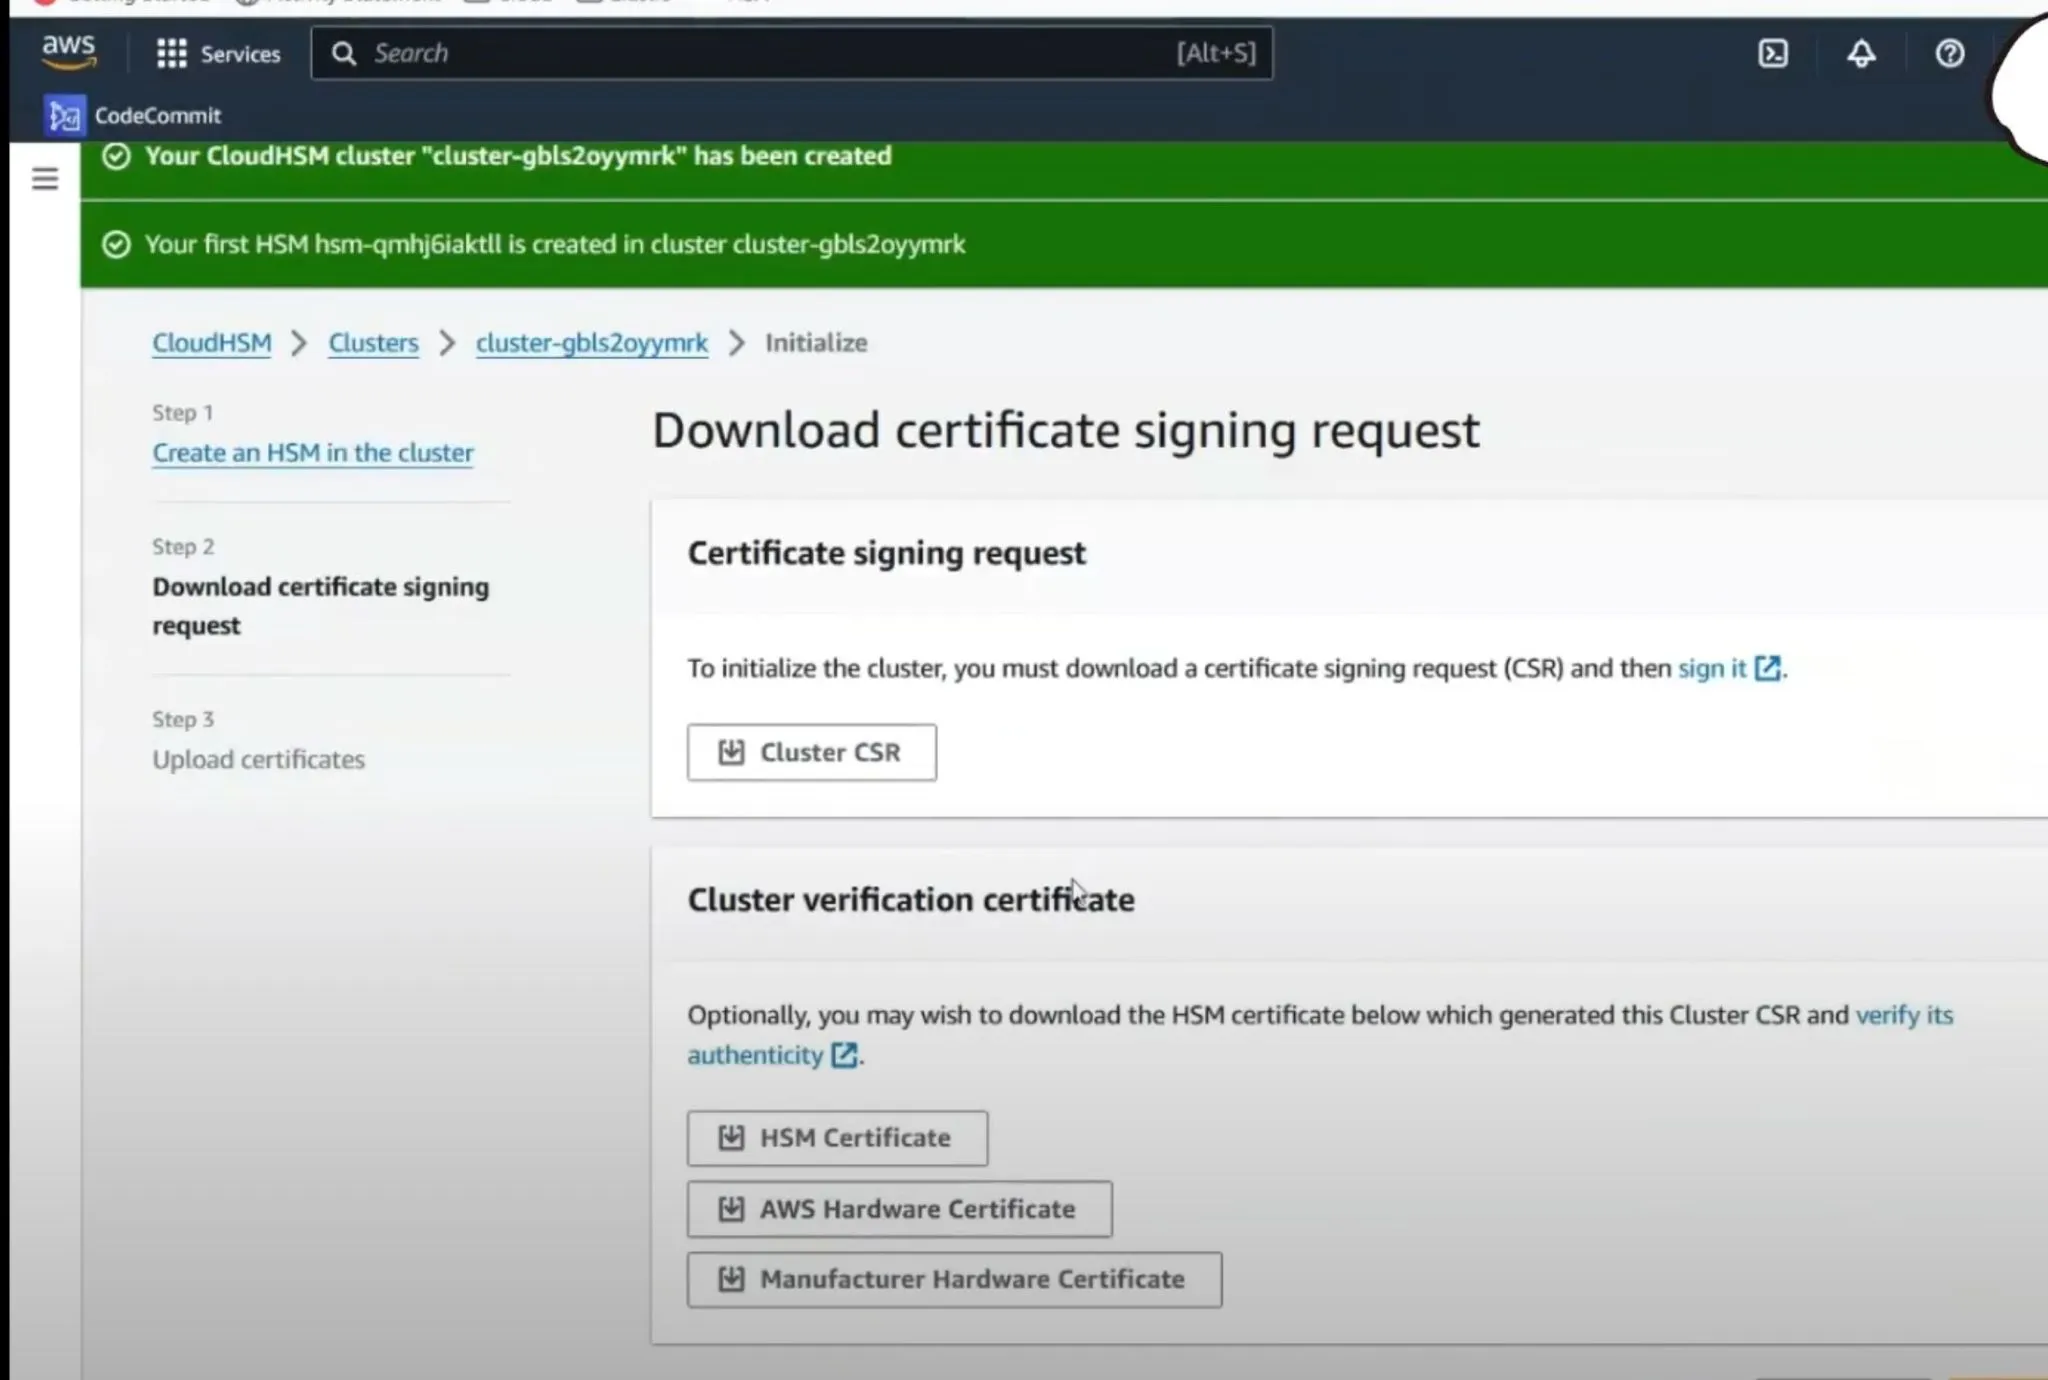 aws
Services
Search
[Alt+S]
CodeCommit
Your CloudHSM cluster "cluster-gbls2oyymrk" has been created
Your first HSM hsm-qmhj6iaktll is created in cluster cluster-gbls2oyymrk
CloudHSM
Clusters
cluster-gbls2oyymrk
Initialize
Step 1
Create an HSM in the cluster
Step 2
Download certificate signing
request
Step 3
Upload certificates
Download certificate signing request
Certificate signing request
To initialize the cluster, you must download a certificate signing request (CSR) and then sign it.
Cluster CSR
Cluster verification certificate
Optionally, you may wish to download the HSM certificate below which generated this Cluster CSR and verify its
authenticity.
HSM Certificate
AWS Hardware Certificate
Manufacturer Hardware Certificate